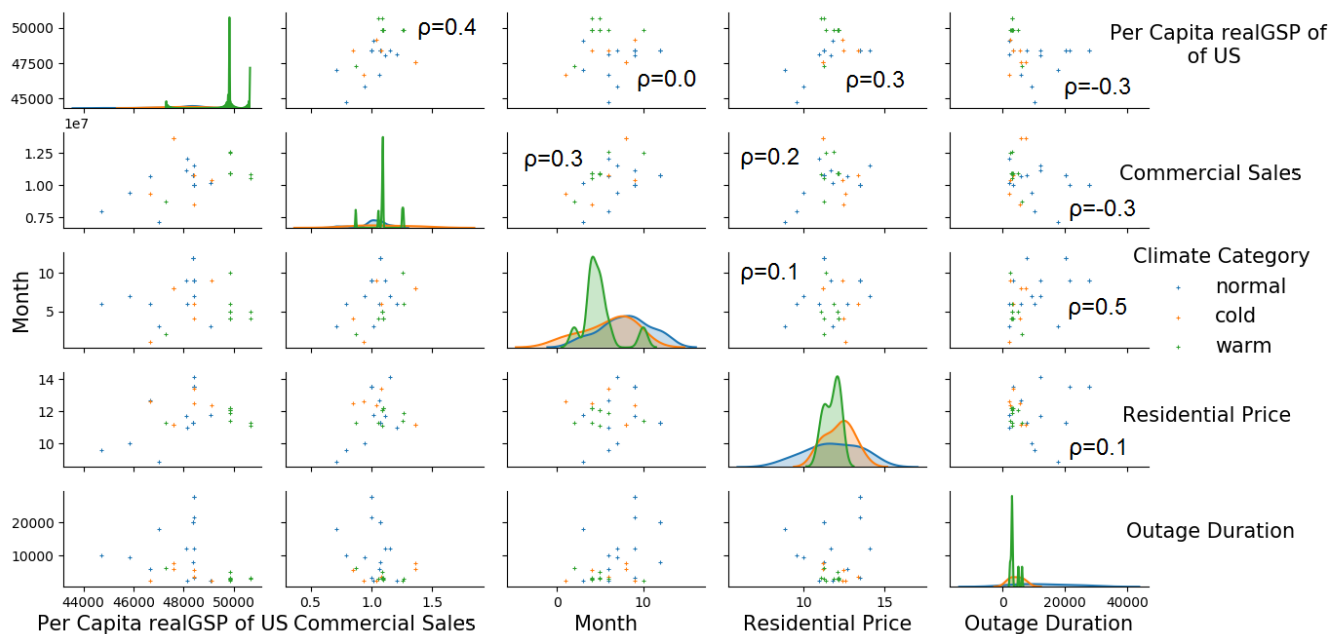 50000
47500
45000
ρ=0.4
ρ=0.0
ρ=0.3
ρ=-0.3
Per Capita realGSP of
of US
1e7
1.25
1.00
0.75
ρ=0.3
ρ=0.2
ρ=-0.3
Commercial Sales
Month
10
5
ρ=0.1
ρ=0.5
Climate Category
normal
cold
warm
14
12
10
ρ=0.1
Residential Price
20000
10000
Outage Duration
44000 46000 48000 50000
0.5 1.0 1.5
0 10
10 15
0 20000 40000
Per Capita realGSP of US Commercial Sales Month Residential Price Outage Duration